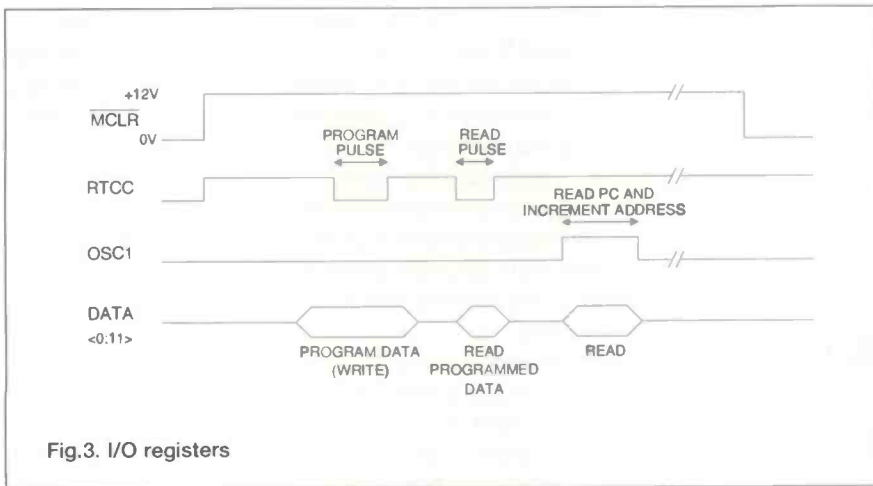 +12V
MCLR
0V
PROGRAM
PULSE
READ
PULSE
RTCC
READ PC AND
INCREMENT ADDRESS
OSC1
DATA
<0:11>
PROGRAM DATA
(WRITE)
READ
PROGRAMMED
DATA
READ
Fig.3. I/O registers